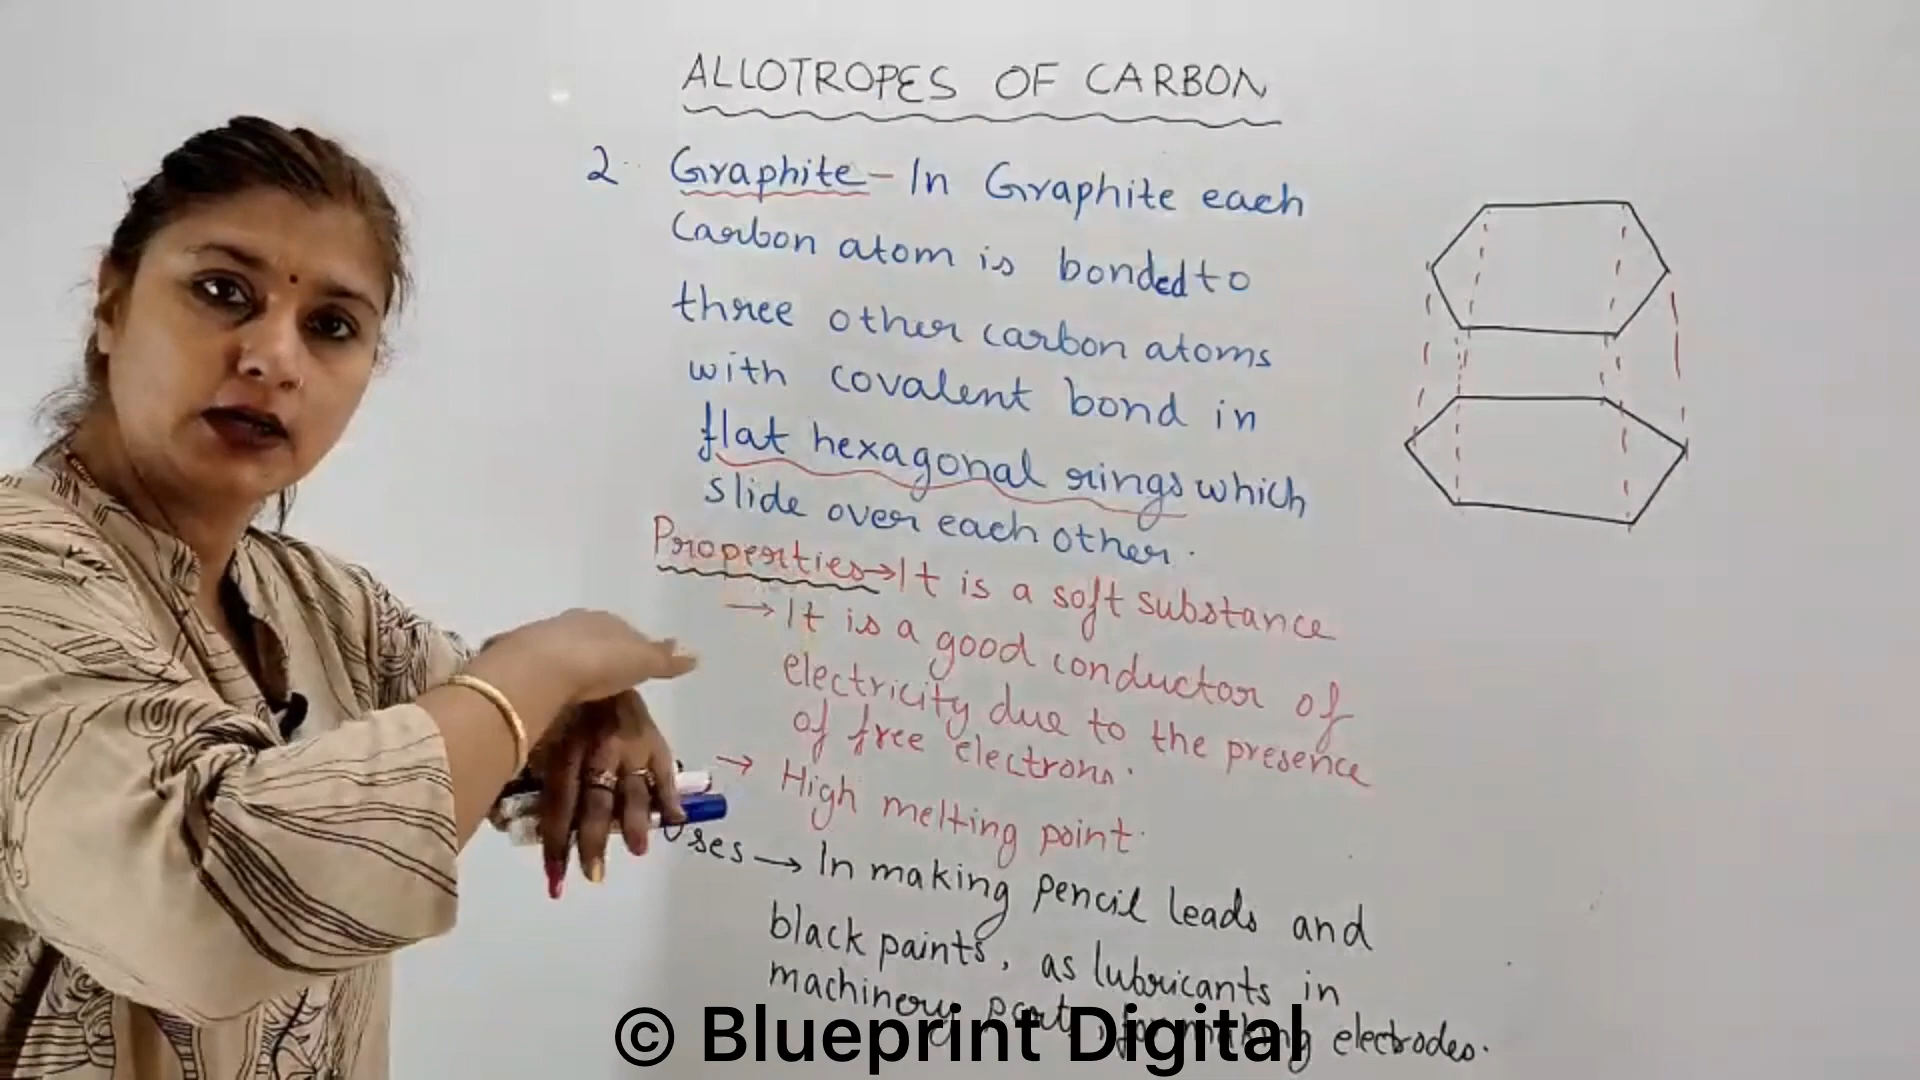 ALLOTROPES OF CARBON
2. Graphite - In Graphite each
Carbon atom is bonded to
three other carbon atoms
with covalent bond in
flat hexagonal rings which
slide over each other.
Properties → It is a soft substance
→ It is a good conductor of
electricity due to the presence
of free electrons.
→ High melting point.
Uses → In making pencil leads and
black paints, as lubricants in
machinery parts, for making electrodes.
© Blueprint Digital